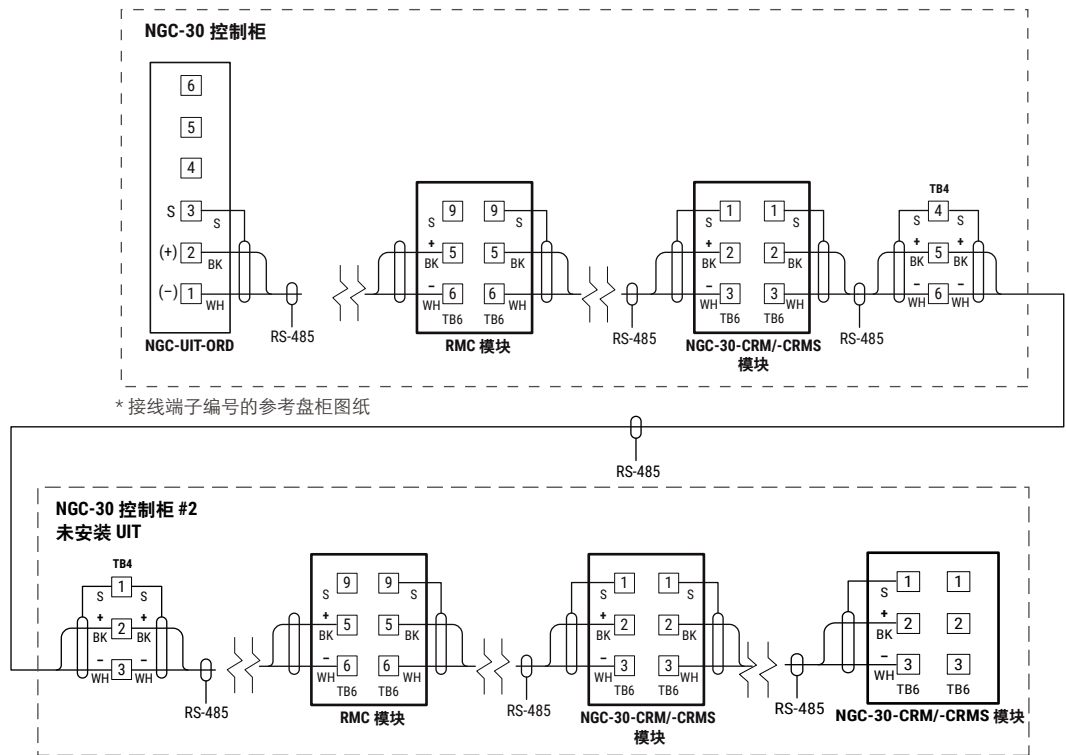 NGC-30 控制柜
6
5
4
S 3 S
(+) 2 BK
(−) 1 WH
NGC-UIT-ORD
RS-485
9 9
S S
+
5 5
BK BK
−
6 6
WH WH
TB6 TB6
RMC 模块
RS-485
1 1
S S
+
2 2
BK BK
−
3 3
WH WH
TB6 TB6
NGC-30-CRM/-CRMS
模块
RS-485
TB4
4
S S
+ +
5
BK BK
− −
6
WH WH
* 接线端子编号的参考盘柜图纸
RS-485
NGC-30 控制柜 #2
未安装 UIT
TB4
1
S S
+ +
2
BK BK
− −
3
WH WH
RS-485
9 9
S S
+
5 5
BK BK
−
6 6
WH WH
TB6 TB6
RMC 模块
RS-485
1 1
S S
+
2 2
BK BK
−
3 3
WH WH
TB6 TB6
NGC-30-CRM/-CRMS
模块
RS-485
1 1
S
+
2 2
BK
−
3 3
WH
TB6 TB6
NGC-30-CRM/-CRMS 模块